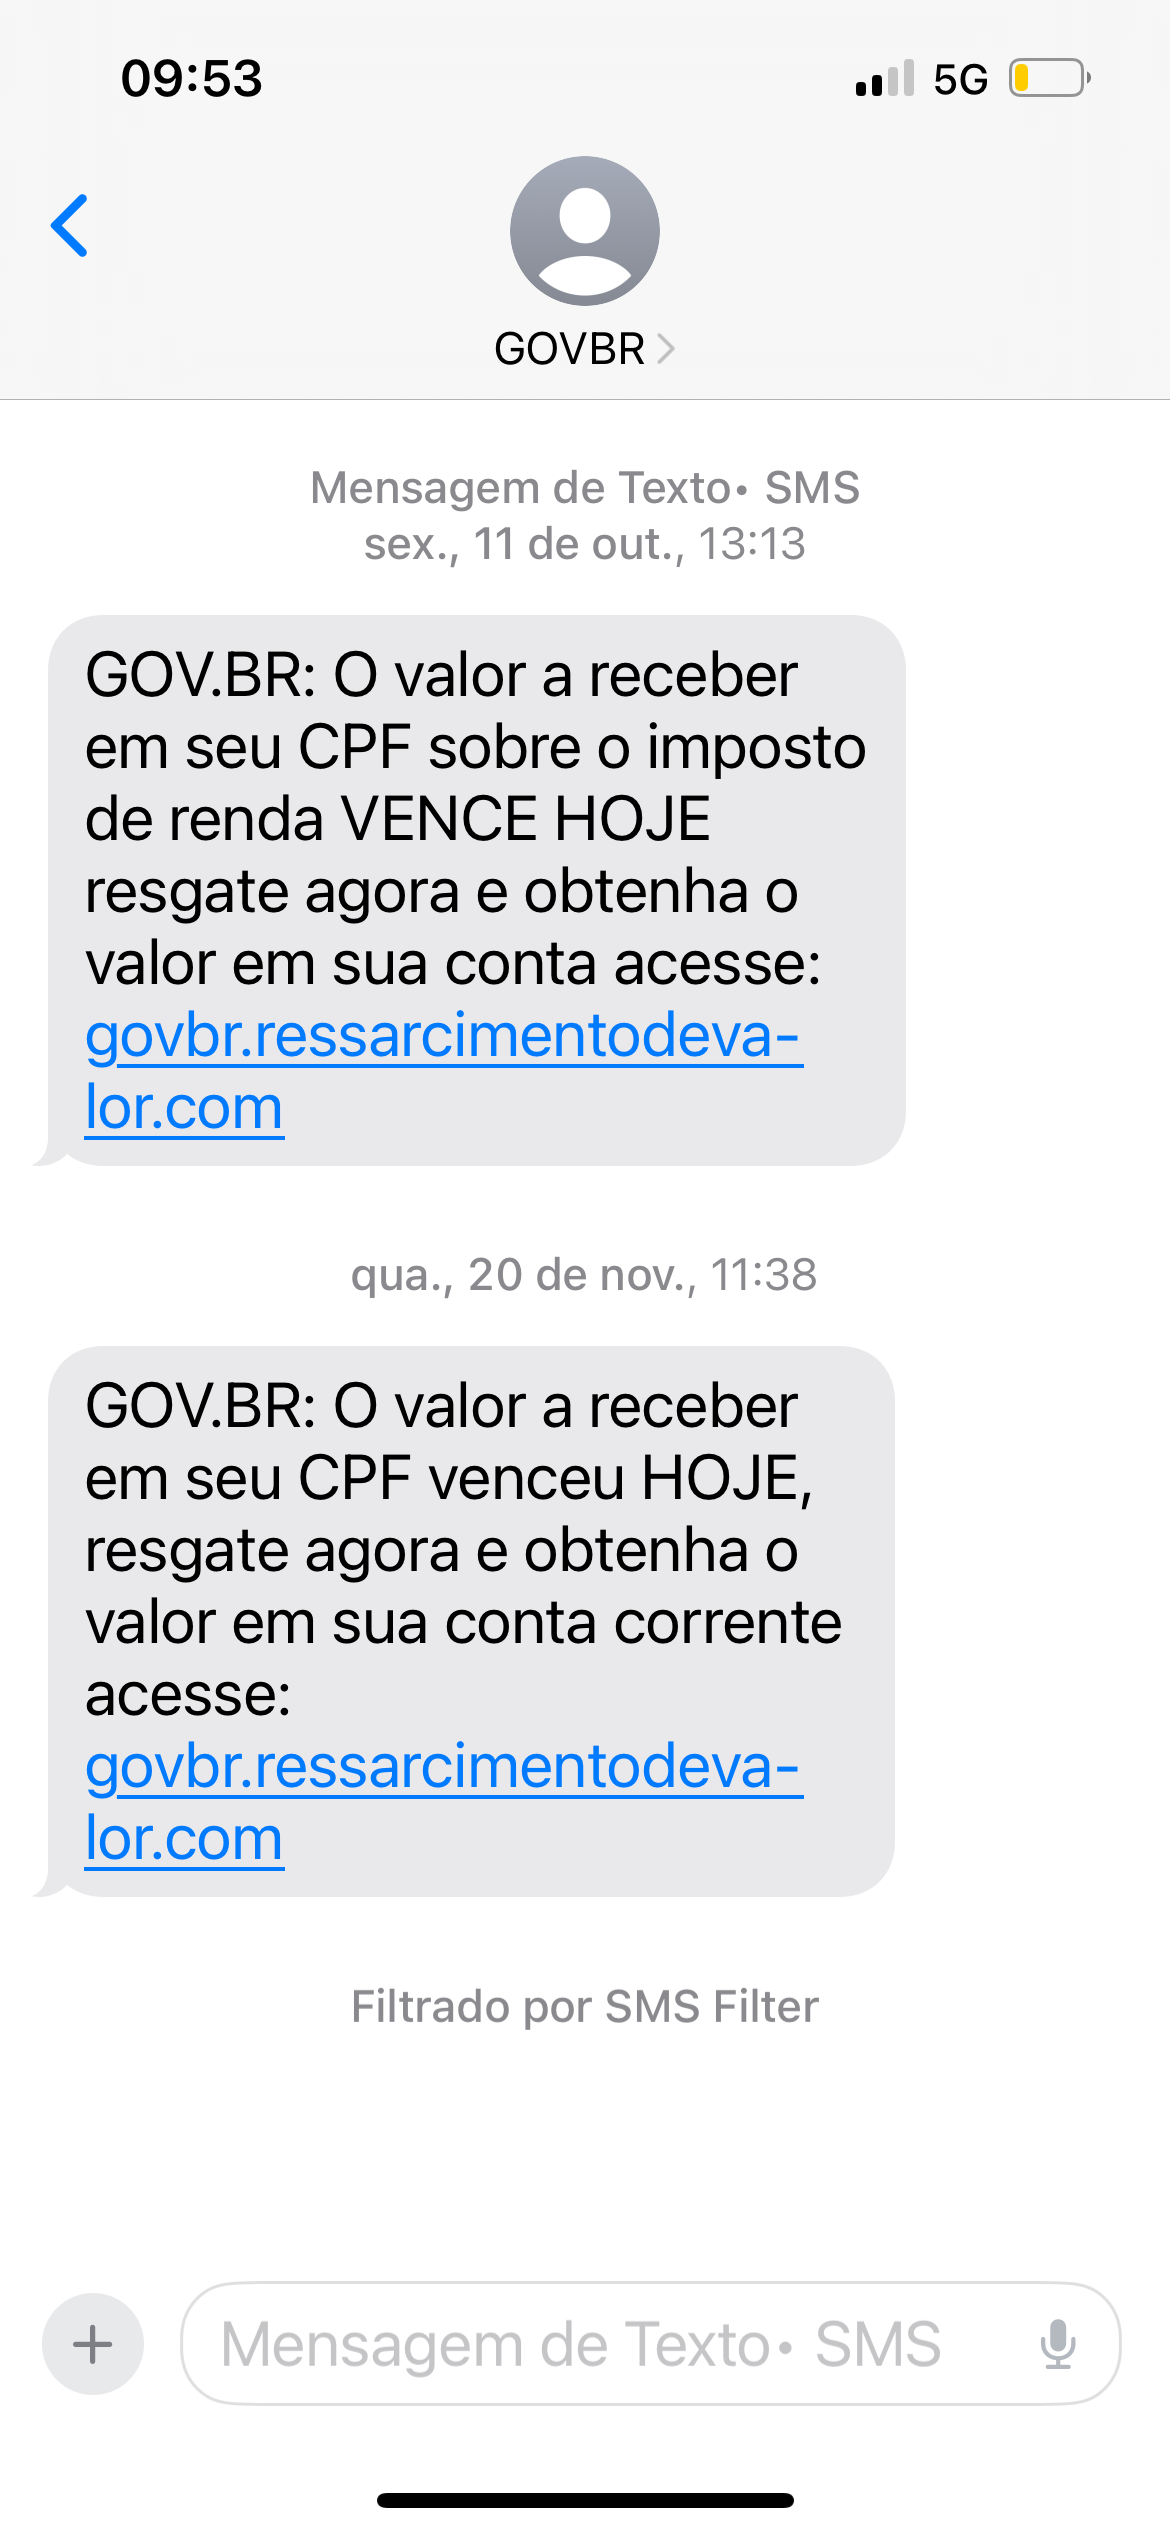 09:53
5G
GOVBR
Mensagem de Texto• SMS
sex., 11 de out., 13:13
GOV.BR: O valor a receber
em seu CPF sobre o imposto
de renda VENCE HOJE
resgate agora e obtenha o
valor em sua conta acesse:
govbr.ressarcimentodeva-
lor.com
qua., 20 de nov., 11:38
GOV.BR: O valor a receber
em seu CPF venceu HOJE,
resgate agora e obtenha o
valor em sua conta corrente
acesse:
govbr.ressarcimentodeva-
lor.com
Filtrado por SMS Filter
Mensagem de Texto• SMS